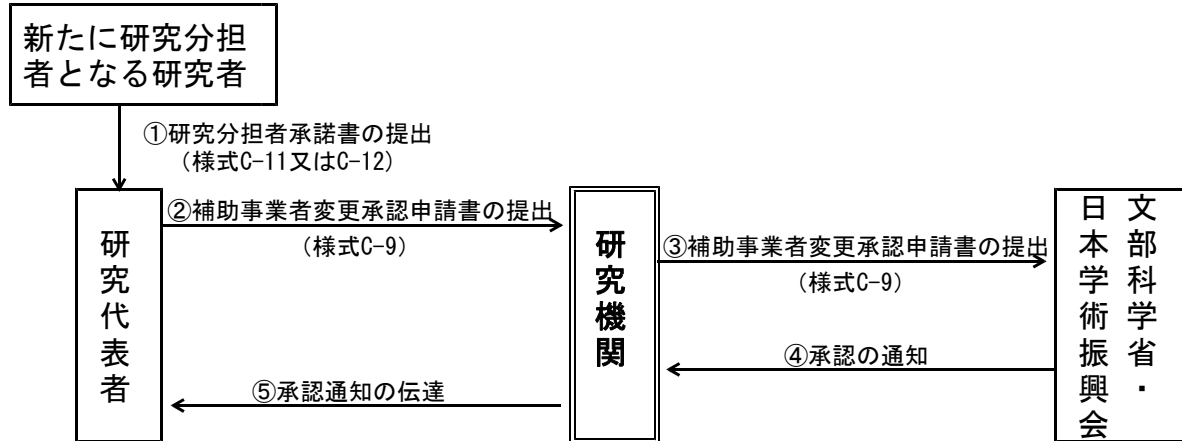 新たに研究分担
者となる研究者
①研究分担者承諾書の提出
(様式C-11又はC-12)
研究代表者
②補助事業者変更承認申請書の提出
(様式C-9)
研究機関
③補助事業者変更承認申請書の提出
(様式C-9)
文部科学省・
日本学術振興会
④承認の通知
⑤承認通知の伝達